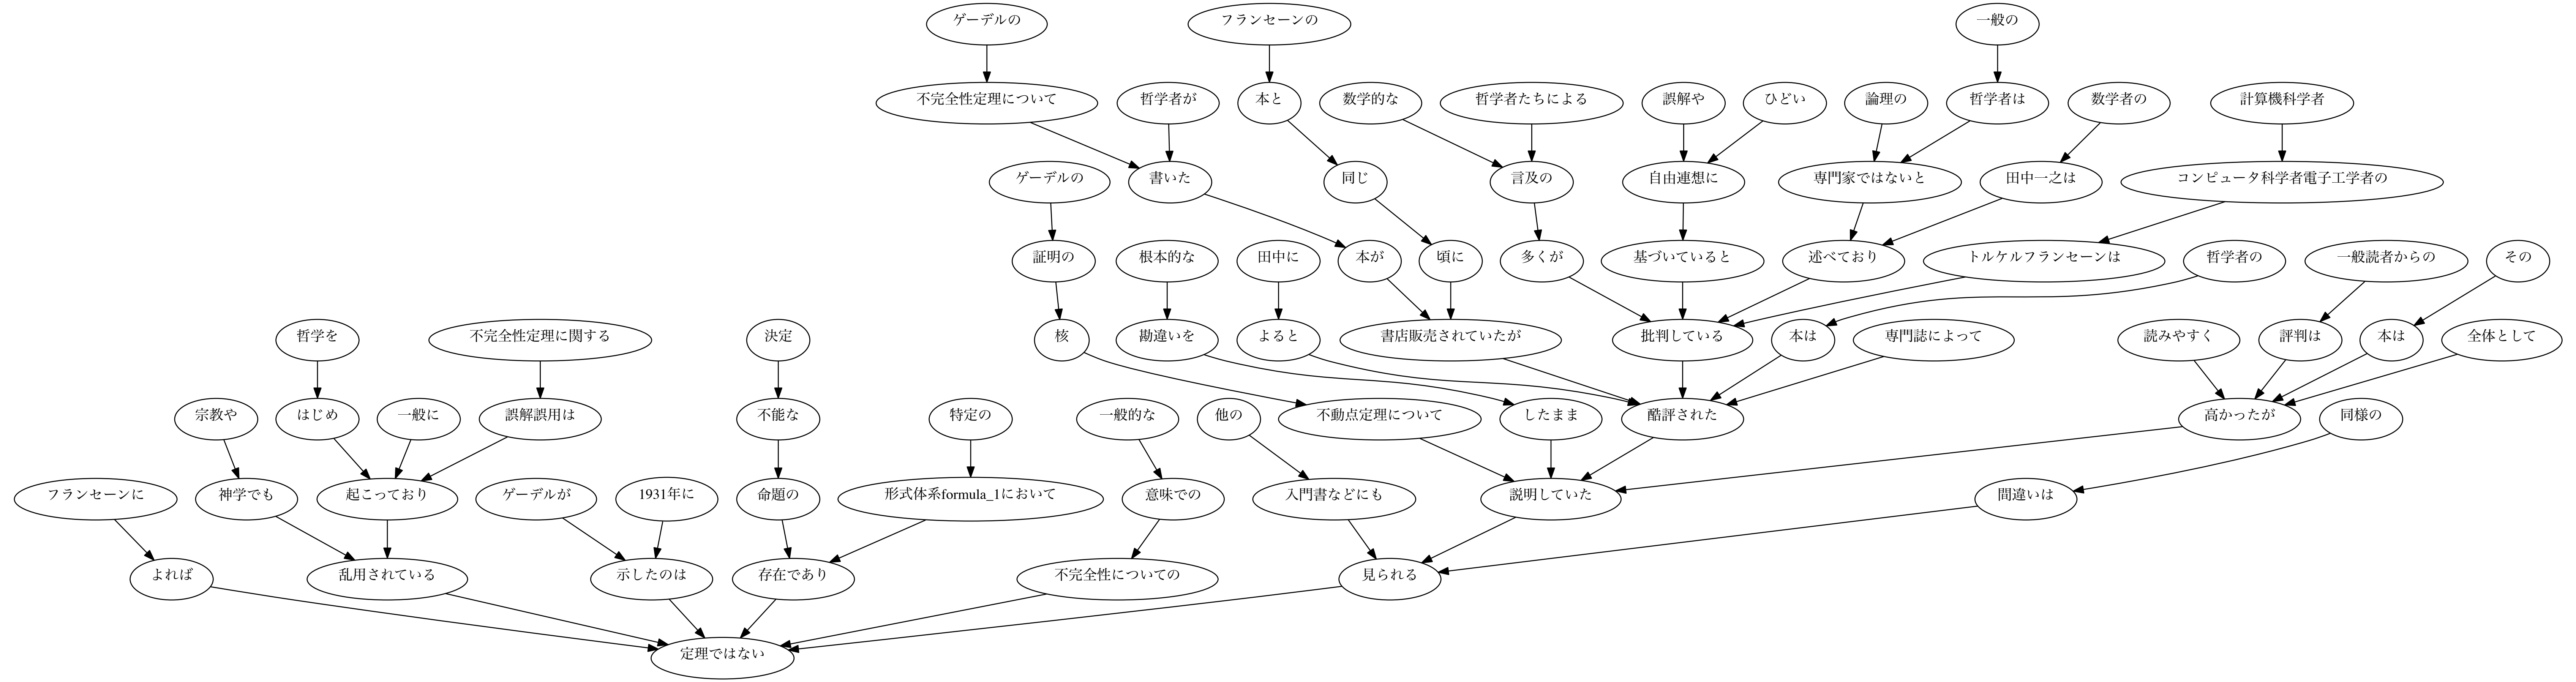 ゲーデルの フランセーンの 一般の
不完全性定理について 哲学者が 本と 数学的な 哲学者たちによる 誤解や ひどい 論理の 哲学者は 数学者の 計算機科学者
ゲーデルの 書いた 同じ 言及の 自由連想に 専門家ではないと 田中一之は コンピュータ科学者電子工学者の
証明の 根本的な 田中に 本が 頃に 多くが 基づいていると 述べており トルケルフランセーンは 哲学者の 一般読者からの その
哲学を 不完全性定理に関する 決定 核 勘違いを よると 書店販売されていたが 批判している 本は 専門誌によって 読みやすく 評判は 本は 全体として
宗教や はじめ 一般に 誤解誤用は 不能な 特定の 一般的な 他の 不動点定理について したまま 酷評された 高かったが 同様の
フランセーンに 神学でも 起こっており ゲーデルが 1931年に 命題の 形式体系formula_1において 意味での 入門書などにも 説明していた 間違いは
よれば 乱用されている 示したのは 存在であり 不完全性についての 見られる
定理ではない